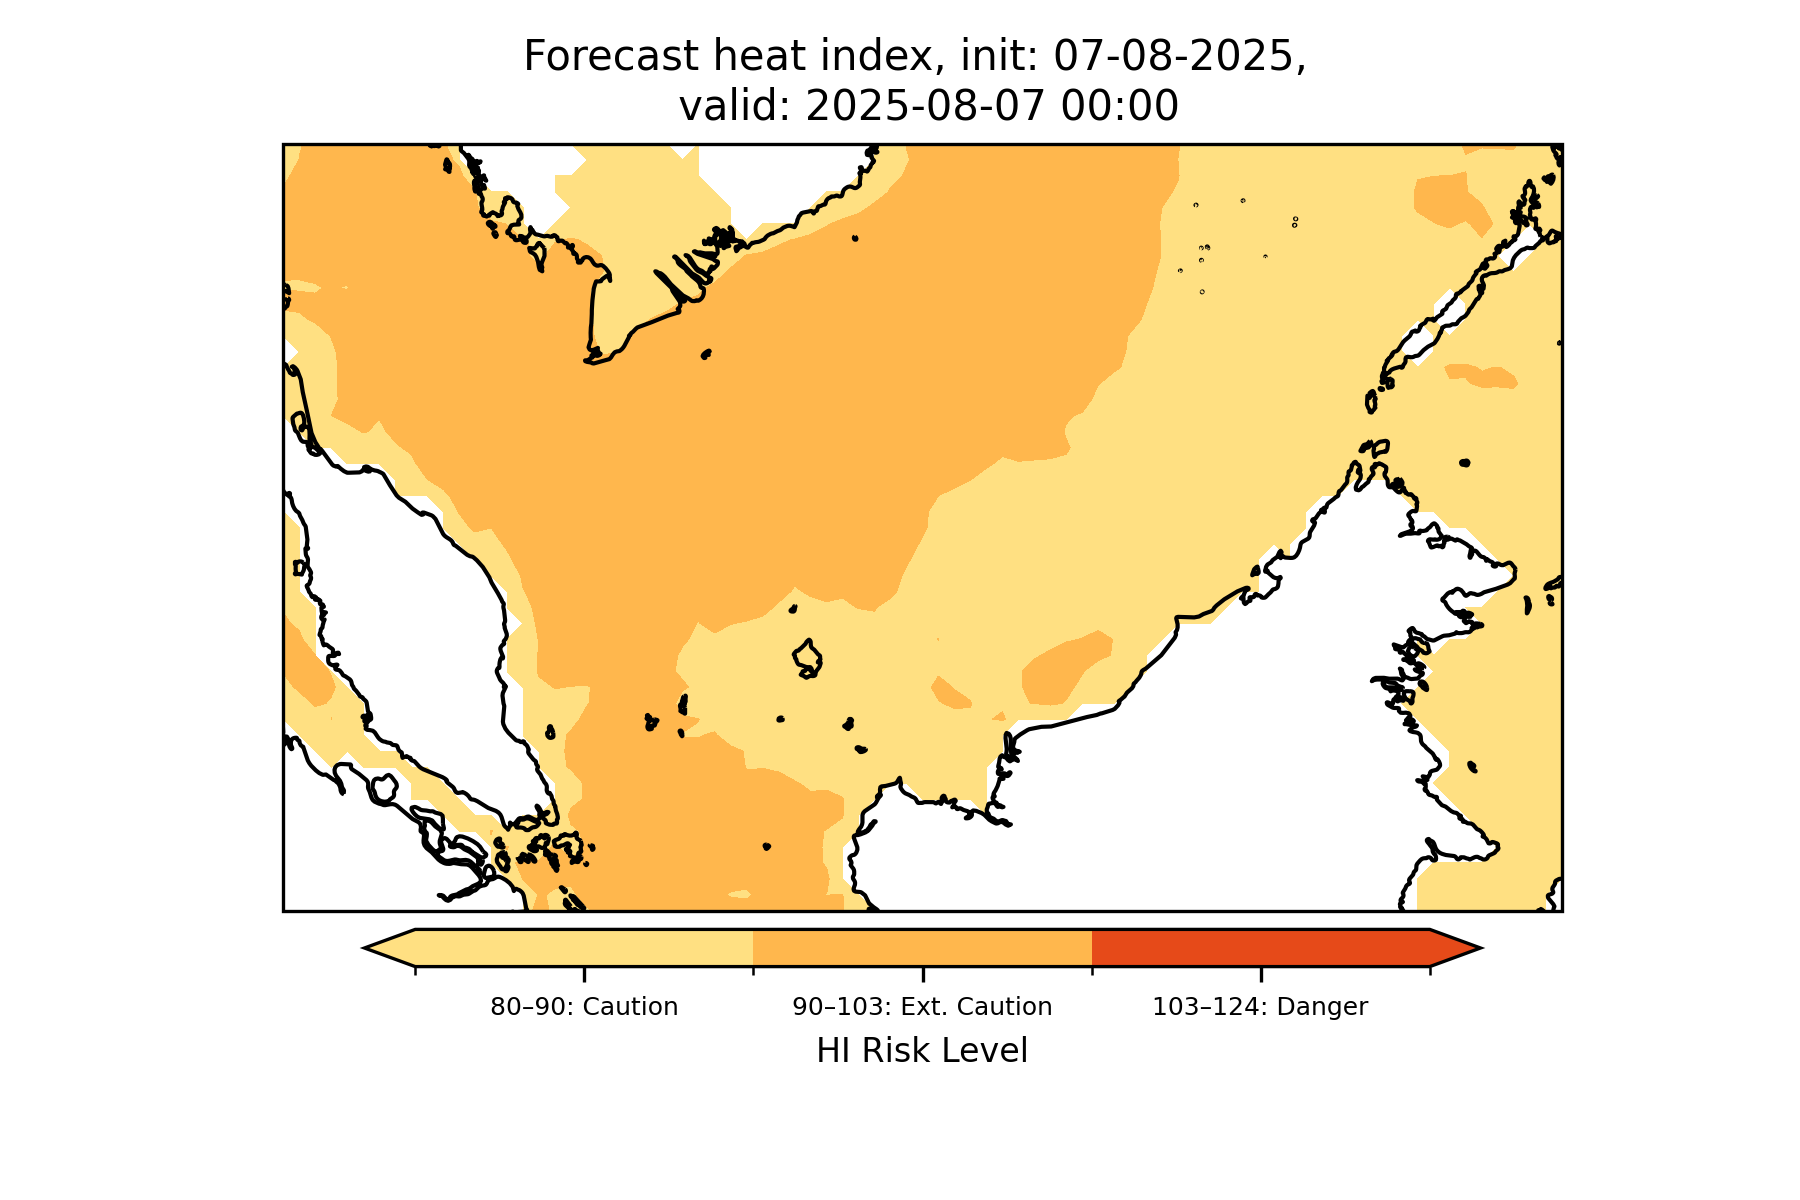 Forecast heat index, init: 07-08-2025,
valid: 2025-08-07 00:00
80–90: Caution
90–103: Ext. Caution
103–124: Danger
HI Risk Level